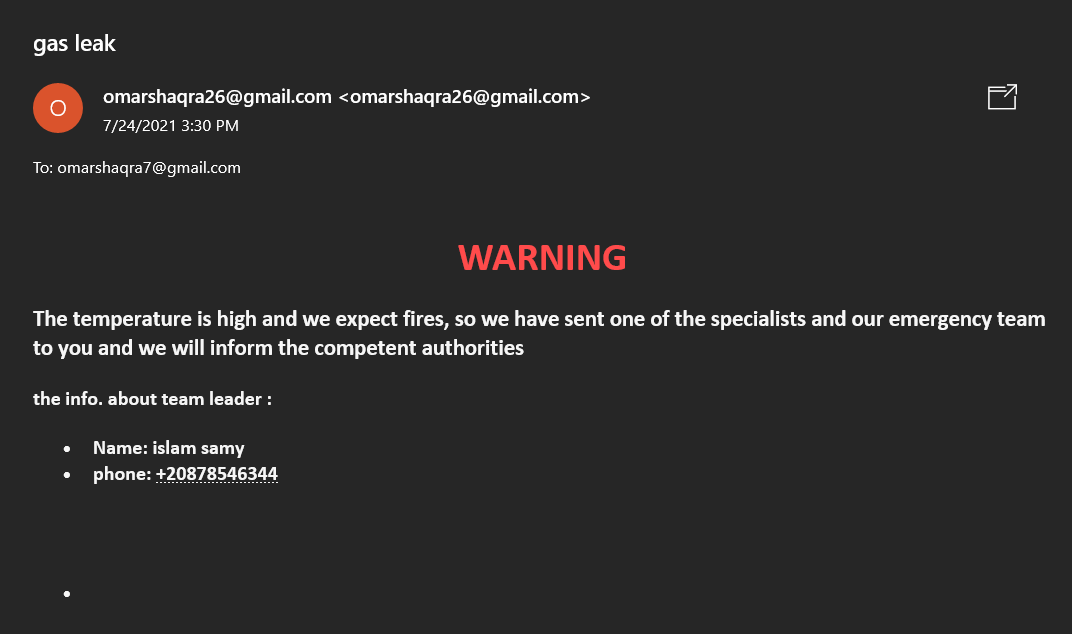 gas leak
O
omarshaqra26@gmail.com <omarshaqra26@gmail.com>
7/24/2021 3:30 PM
To: omarshaqra7@gmail.com
WARNING
The temperature is high and we expect fires, so we have sent one of the specialists and our emergency team
to you and we will inform the competent authorities
the info. about team leader :
• Name: islam samy
• phone: +20878546344
•